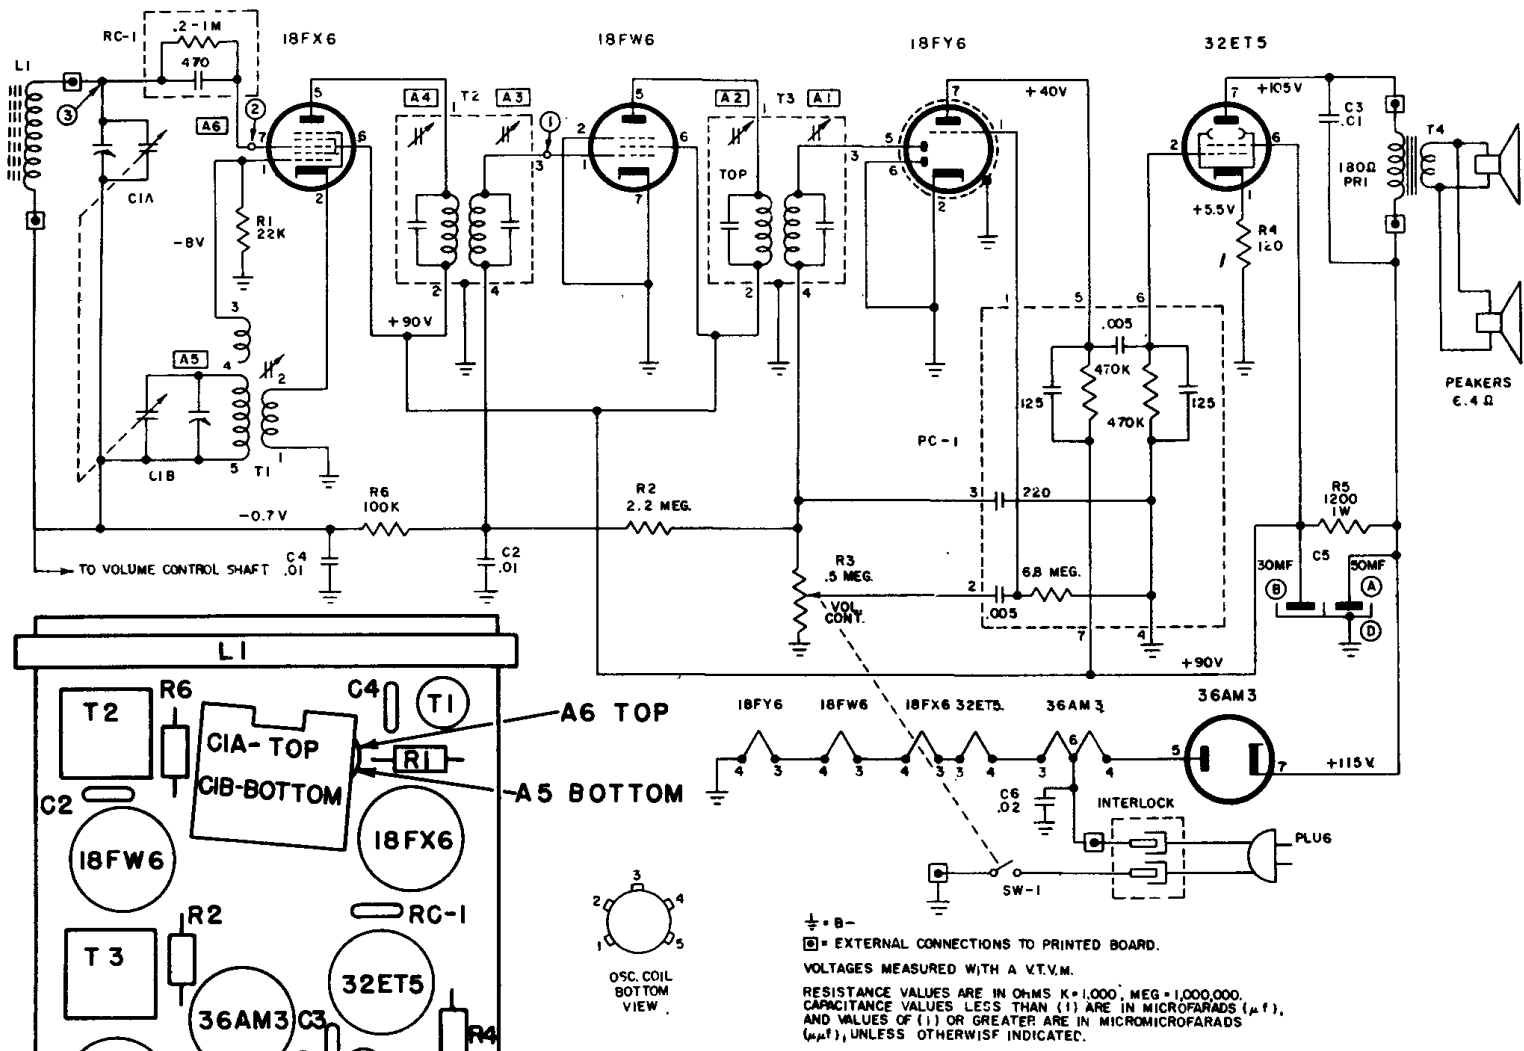 .2-1M
RC-1
470
18FX6
18FW6
18FY6
32ET5
L1
A6
A4
T2
A3
A2
T3
A1
+40V
+105V
C3
.01
T4
180Ω
PRI
TOP
C1A
R1
22K
-8V
+5.5V
R4
120
+90V
A5
C1B
T1
.005
470K
125
470K
125
PC-1
PEAKERS
6.4 Ω
R6
100K
R2
2.2 MEG.
-0.7V
220
R5
1200
1W
C4
.01
C2
.01
TO VOLUME CONTROL SHAFT
R3
.5 MEG.
VOL.
CONT.
6.8 MEG.
.005
30MF
C5
50MF
B
A
D
+90V
18FY6
18FW6
18FX6
32ET5
36AM3
36AM3
+115V
C6
.02
INTERLOCK
PLUG
SW-1
L1
T2
R6
C4
T1
A6 TOP
C1A-TOP
R1
C1B-BOTTOM
A5 BOTTOM
C2
18FW6
18FX6
R2
RC-1
T3
32ET5
36AM3
C3
R4
1
2
3
4
5
OSC. COIL
BOTTOM
VIEW
= B-
= EXTERNAL CONNECTIONS TO PRINTED BOARD.
VOLTAGES MEASURED WITH A V.T.V.M.
RESISTANCE VALUES ARE IN OHMS K=1,000, MEG=1,000,000.
CAPACITANCE VALUES LESS THAN (1) ARE IN MICROFARADS (μf),
AND VALUES OF (1) OR GREATER ARE IN MICROMICROFARADS
(μμf), UNLESS OTHERWISE INDICATED.